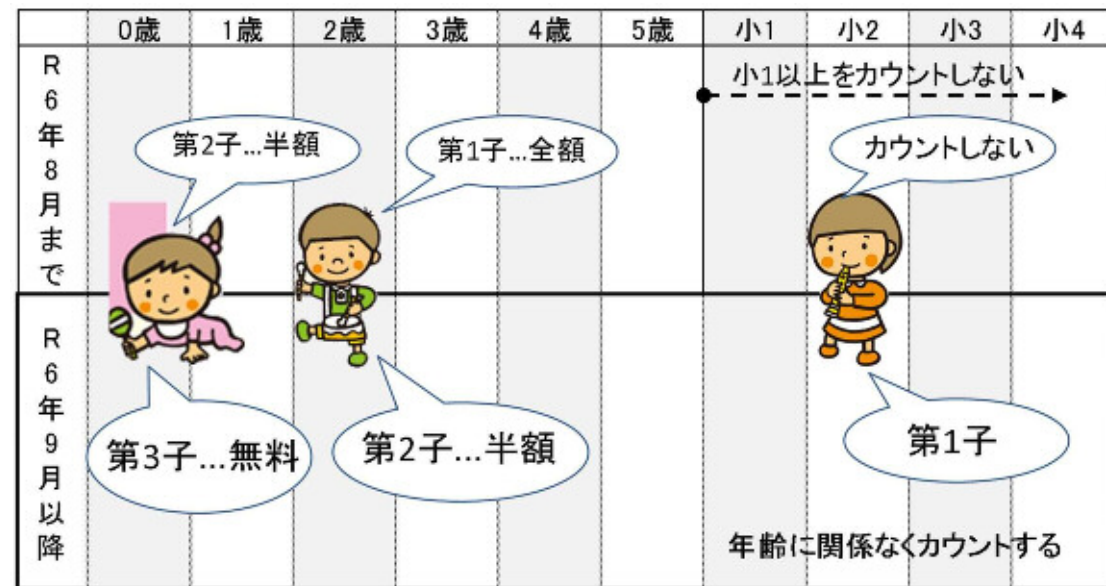 0歳 1歳 2歳 3歳 4歳 5歳 小1 小2 小3 小4
R6年8月まで
小1以上をカウントしない
第2子…半額
第1子…全額
カウントしない
R6年9月以降
第3子…無料
第2子…半額
第1子
年齢に関係なくカウントする